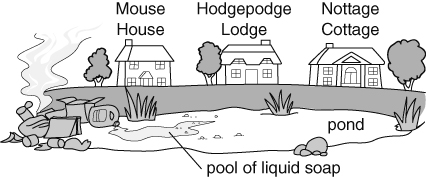 Mouse
House
Hodgepodge
Lodge
Nottage
Cottage
pond
pool of liquid soap